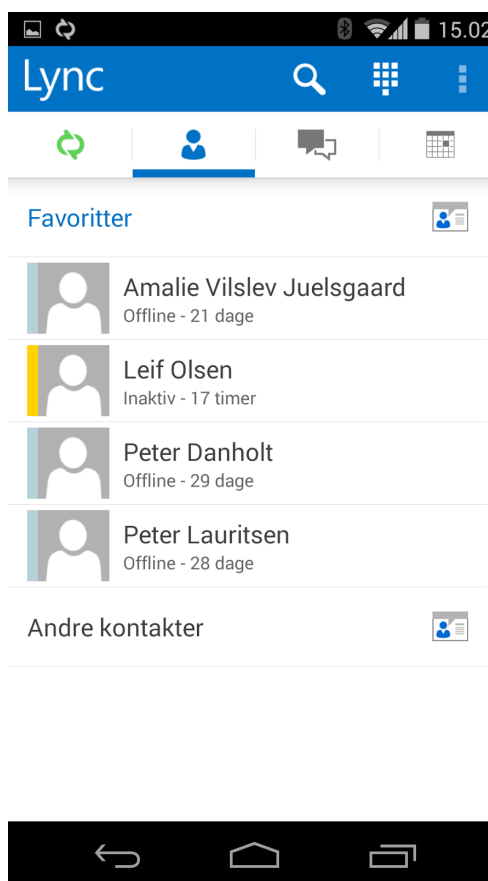 15.02
Lync
Favoritter
Amalie Vilslev Juelsgaard
Offline - 21 dage
Leif Olsen
Inaktiv - 17 timer
Peter Danholt
Offline - 29 dage
Peter Lauritsen
Offline - 28 dage
Andre kontakter